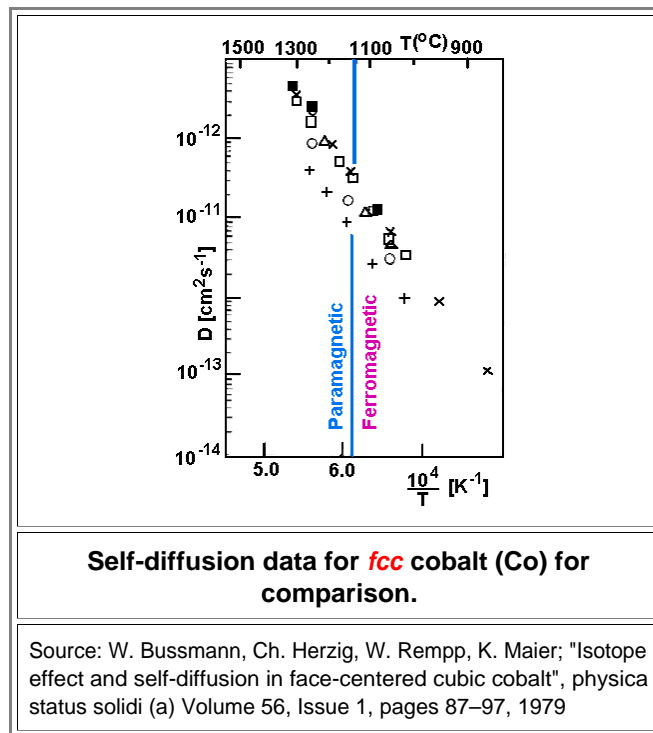 1500 1300 1100 T(°C) 900
10⁻¹²
10⁻¹¹
D [cm²s⁻¹]
Paramagnetic
Ferromagnetic
10⁻¹³
10⁻¹⁴
5.0 6.0 10⁴/T [K⁻¹]
Self-diffusion data for fcc cobalt (Co) for
comparison.
Source: W. Bussmann, Ch. Herzig, W. Rempp, K. Maier; "Isotope
effect and self-diffusion in face-centered cubic cobalt", physica
status solidi (a) Volume 56, Issue 1, pages 87–97, 1979